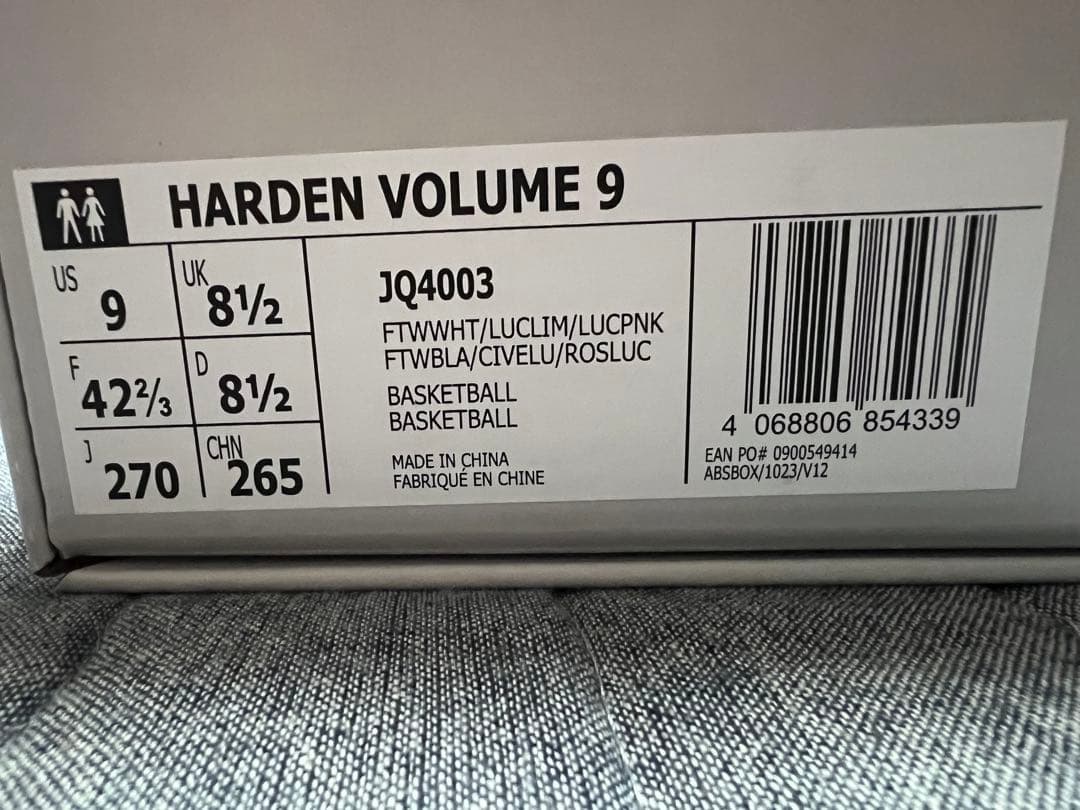 HARDEN VOLUME 9
US 9
UK 8½
F 42⅔
D 8½
J 270
CHN 265
JQ4003
FTWWHT/LUCLIM/LUCPNK
FTWBLA/CIVELU/ROSLUC
BASKETBALL
BASKETBALL
MADE IN CHINA
FABRIQUÉ EN CHINE
4 068806 854339
EAN PO# 0900549414
ABSBOX/1023/V12